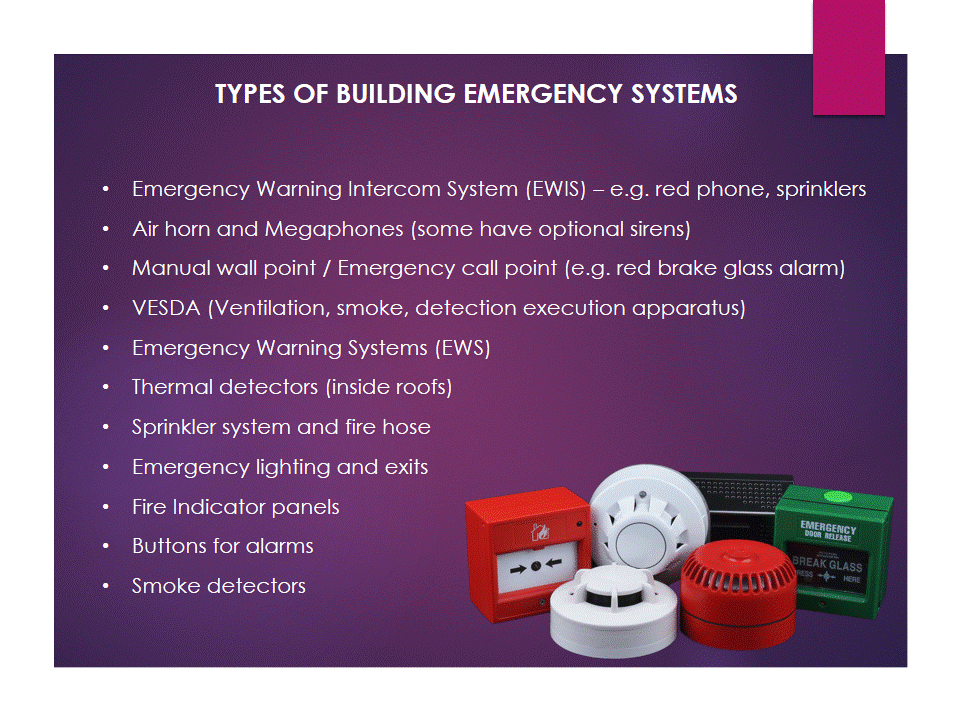 TYPES OF BUILDING EMERGENCY SYSTEMS
• Emergency Warning Intercom System (EWIS) – e.g. red phone, sprinklers
• Air horn and Megaphones (some have optional sirens)
• Manual wall point / Emergency call point (e.g. red brake glass alarm)
• VESDA (Ventilation, smoke, detection execution apparatus)
• Emergency Warning Systems (EWS)
• Thermal detectors (inside roofs)
• Sprinkler system and fire hose
• Emergency lighting and exits
• Fire Indicator panels
• Buttons for alarms
• Smoke detectors
EMERGENCY
DOOR RELEASE
BREAK GLASS
PRESS HERE